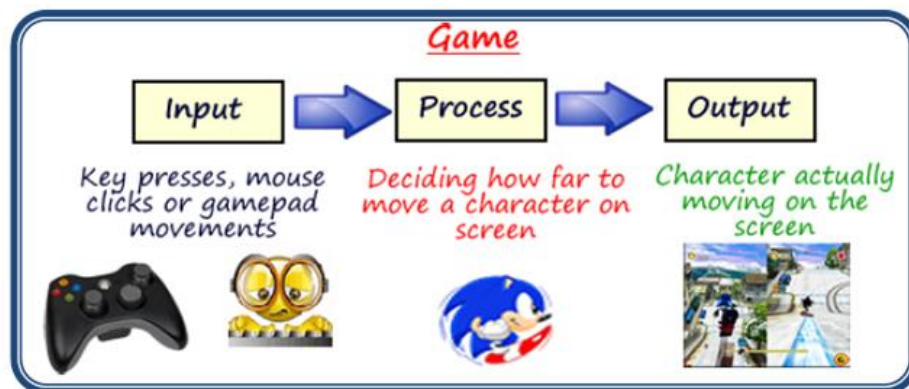 Game
Input
Process
Output
Key presses, mouse
clicks or gamepad
movements
Deciding how far to
move a character on
screen
Character actually
moving on the
screen